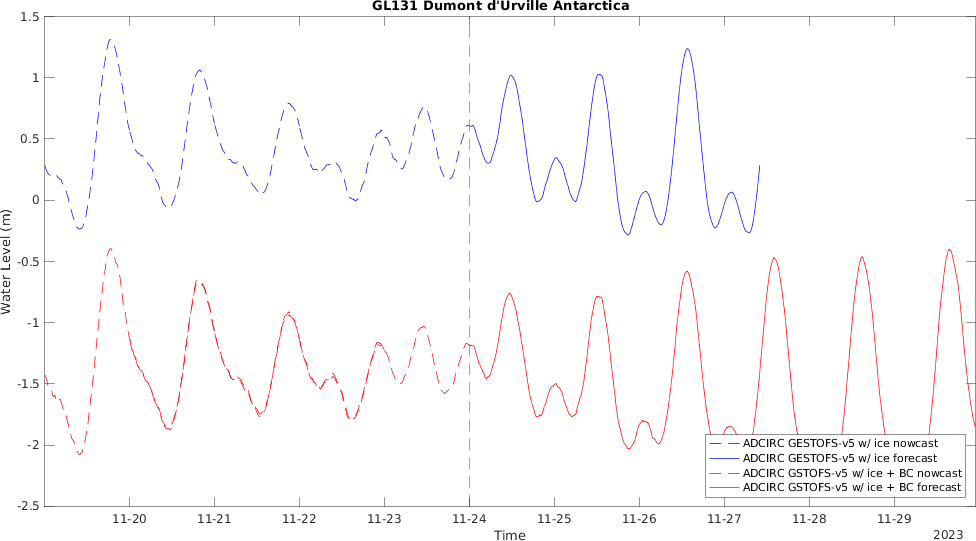 GL131 Dumont d'Urville Antarctica
1.5
1
0.5
0
-0.5
-1
-1.5
-2
-2.5
Water Level (m)
ADCIRC GESTOFS-v5 w/ ice nowcast
ADCIRC GESTOFS-v5 w/ ice forecast
ADCIRC GSTOFS-v5 w/ ice + BC nowcast
ADCIRC GSTOFS-v5 w/ ice + BC forecast
11-20 11-21 11-22 11-23 11-24 11-25 11-26 11-27 11-28 11-29
Time
2023